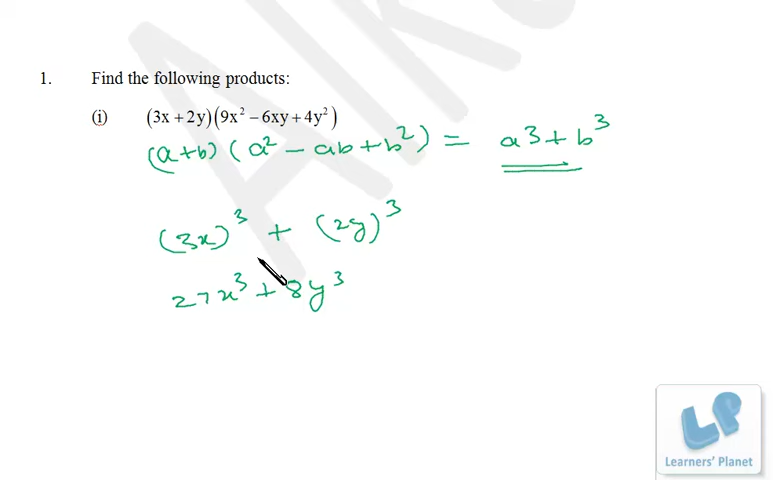 1. Find the following products:
(i) (3x + 2y)(9x² − 6xy + 4y²)
(a+b) (a² − ab + b²) = a³ + b³
(3x)³ + (2y)³
27x³ + 8y³
LP
Learners' Planet